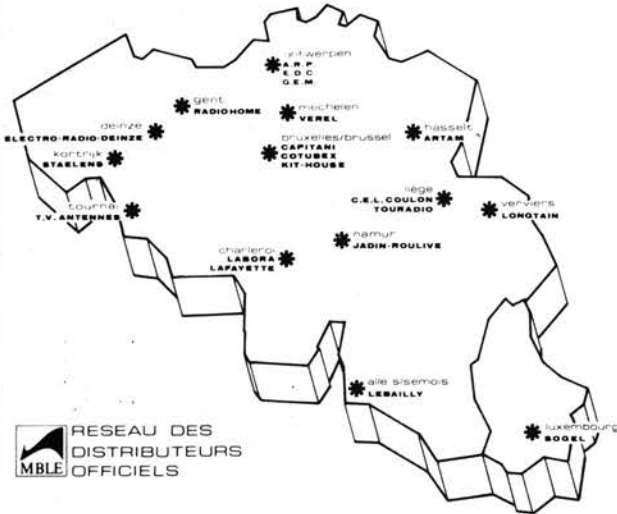 A.R.P.
E.D.C.
G.E.M.
gent
RADIOHOME
mechelen
VEREL
deinze
ELECTRO-RADIO-DEINZE
hasselt
ARTAM
bruxelles/brussel
CAPITANI
COTUBEX
KIT-HOUSE
kortrijk
STAELENS
liège
C.E.L. COULON
TOURADIO
tournai
T.V. ANTENNES
verviers
LONGTAIN
namur
JADIN-ROULIVE
charleroi
LABORA
LAFAYETTE
alle s/semois
LEBAILLY
luxembourg
SOGEL
MBLE
RESEAU DES
DISTRIBUTEURS
OFFICIELS